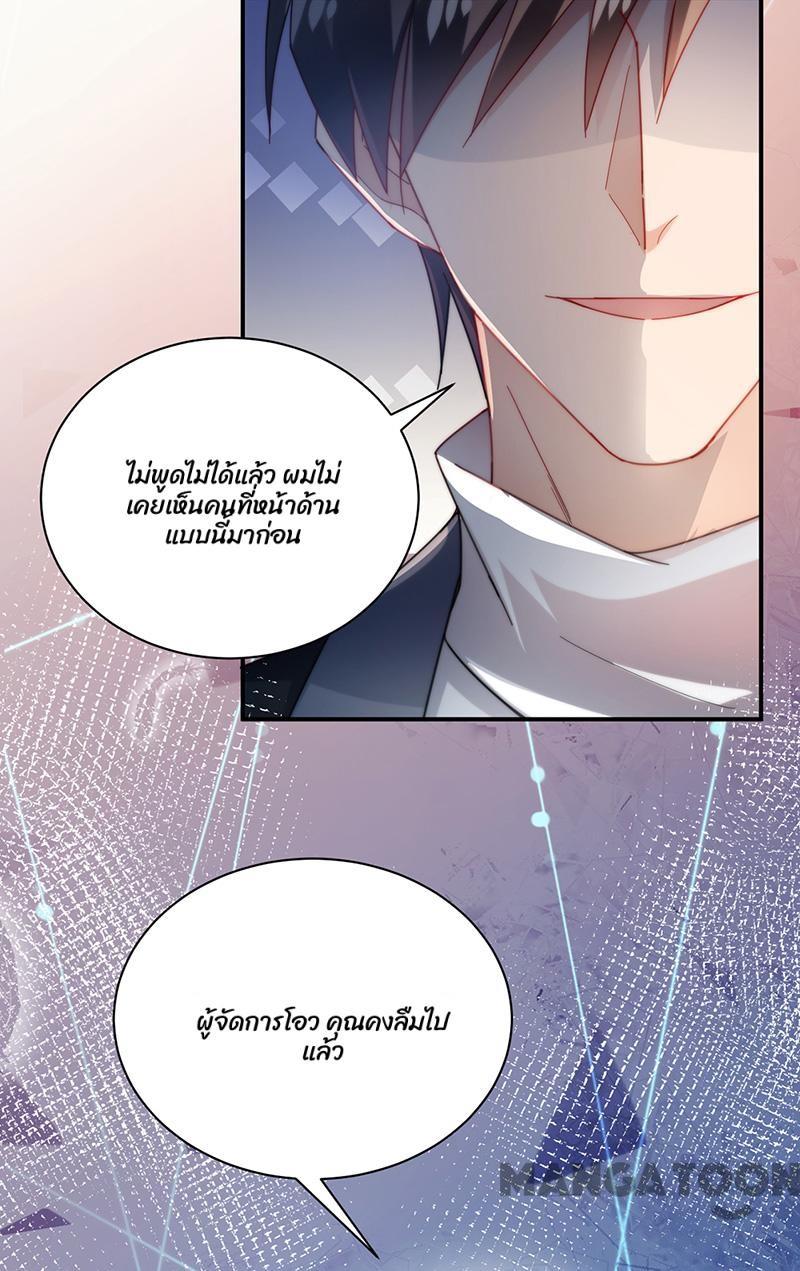 ไม่พูดไม่ได้แล้ว ผมไม่
เคยเห็นคนที่หน้าด้าน
แบบนี้มาก่อน
ผู้จัดการโอว คุณคงลืมไป
แล้ว
MANGATOON